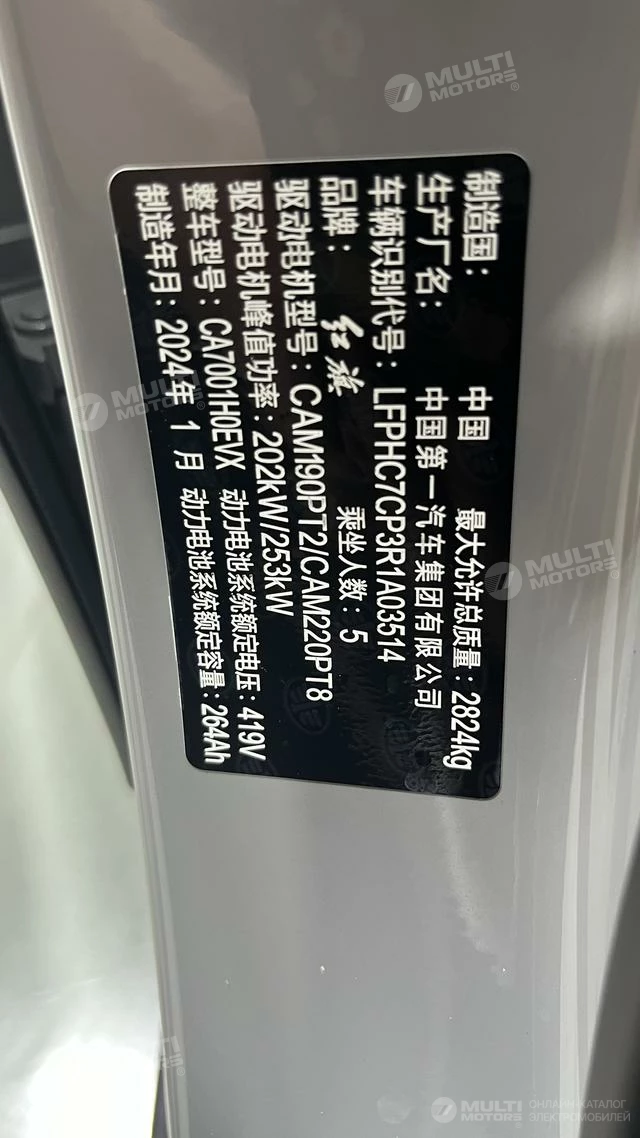 制造国： 中国 最大允许总质量：2824kg
生产厂名： 中国第一汽车集团有限公司
车辆识别代号：LFPHC7CP3R1A03514
品牌： 红旗 乘坐人数：5
驱动电机型号：CAM190PT2/CAM220PT8
驱动电机峰值功率：202kW/253kW
整车型号：CA7001H0EVX 动力电池系统额定电压：419V
制造年月：2024年 1 月 动力电池系统额定容量：264Ah
MULTI
MOTORS®
MULTI
MOTORS
MULTI
MOTORS®
MULTI
MOTORS
MULTI
MOTORS®
ОНЛАЙН-КАТАЛОГ
ЭЛЕКТРОМОБИЛЕЙ